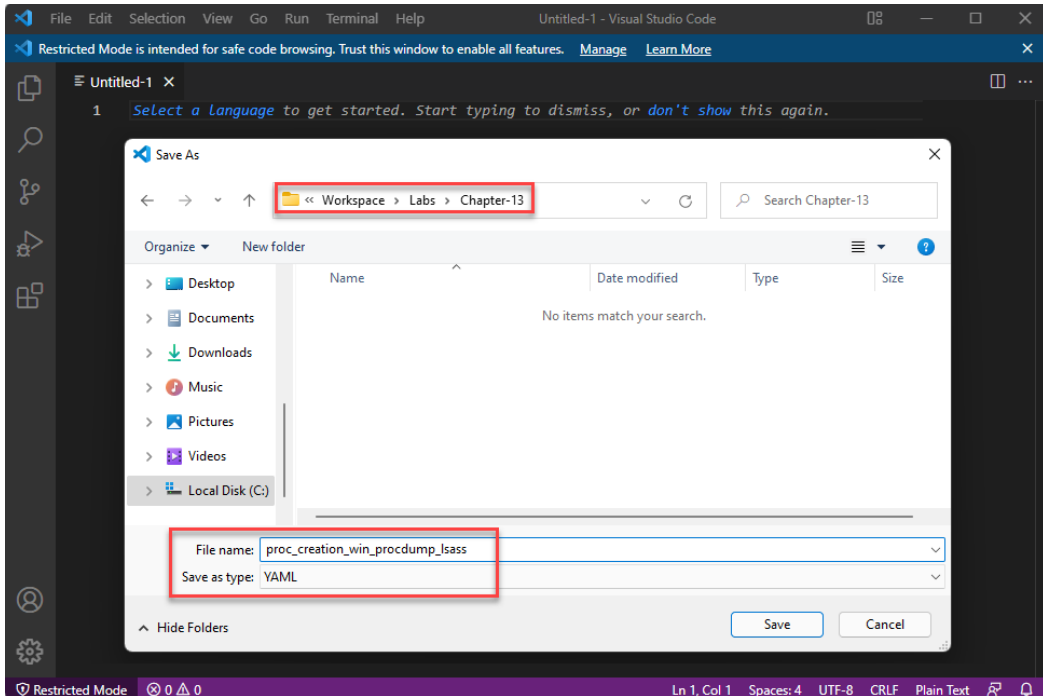 File Edit Selection View Go Run Terminal Help Untitled-1 - Visual Studio Code
Restricted Mode is intended for safe code browsing. Trust this window to enable all features. Manage Learn More
Untitled-1
1 Select a language to get started. Start typing to dismiss, or don't show this again.
Save As
« Workspace > Labs > Chapter-13 Search Chapter-13
Organize New folder
Name Date modified Type Size
No items match your search.
Desktop
Documents
Downloads
Music
Pictures
Videos
Local Disk (C:)
File name: proc_creation_win_procdump_lsass
Save as type: YAML
Hide Folders Save Cancel
Restricted Mode 0 0 Ln 1, Col 1 Spaces: 4 UTF-8 CRLF Plain Text